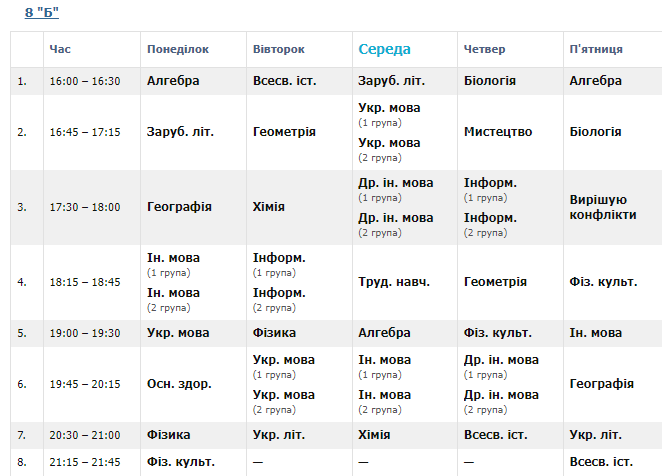 8 "Б"
Час Понеділок Вівторок Середа Четвер П'ятниця
1. 16:00 – 16:30 Алгебра Всесв. іст. Заруб. літ. Біологія Алгебра
2. 16:45 – 17:15 Заруб. літ. Геометрія Укр. мова (1 група) Укр. мова (2 група) Мистецтво Біологія
3. 17:30 – 18:00 Географія Хімія Др. ін. мова (1 група) Др. ін. мова (2 група) Інформ. (1 група) Інформ. (2 група) Вирішую конфлікти
4. 18:15 – 18:45 Ін. мова (1 група) Ін. мова (2 група) Інформ. (1 група) Інформ. (2 група) Труд. навч. Геометрія Фіз. культ.
5. 19:00 – 19:30 Укр. мова Фізика Алгебра Фіз. культ. Ін. мова
6. 19:45 – 20:15 Осн. здор. Укр. мова (1 група) Укр. мова (2 група) Ін. мова (1 група) Ін. мова (2 група) Др. ін. мова (1 група) Др. ін. мова (2 група) Географія
7. 20:30 – 21:00 Фізика Укр. літ. Хімія Всесв. іст. Укр. літ.
8. 21:15 – 21:45 Фіз. культ. — — — Всесв. іст.